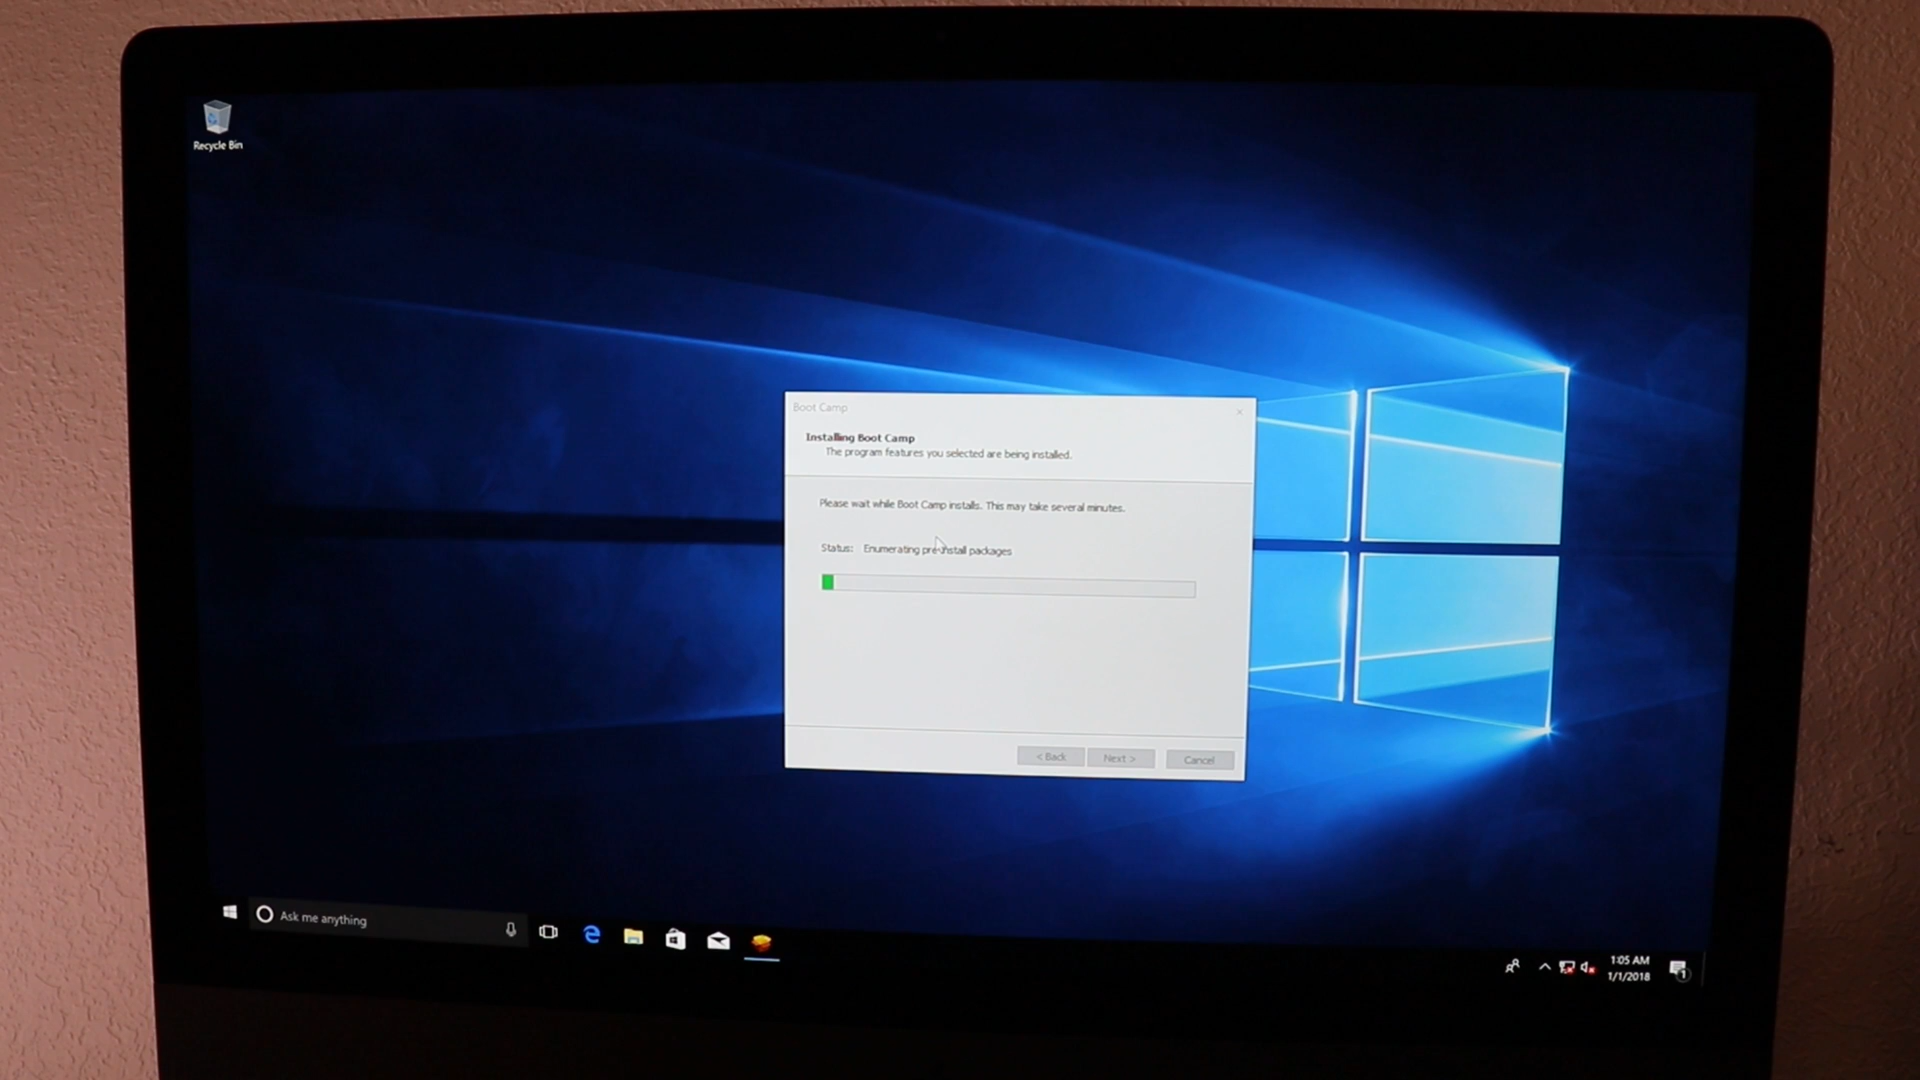 Recycle Bin
Boot Camp
Installing Boot Camp
The program features you selected are being installed.
Please wait while Boot Camp installs. This may take several minutes.
Status: Enumerating pre-install packages
< Back Next > Cancel
Ask me anything
1:05 AM
1/1/2018
1